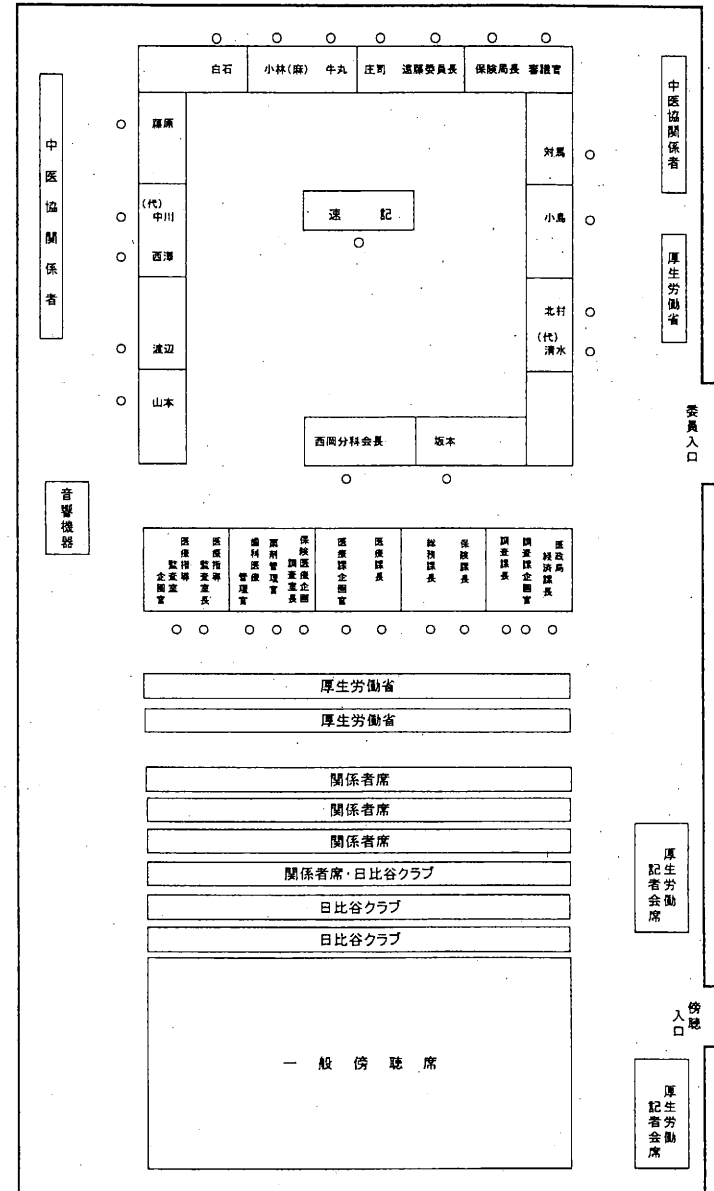 白石 小林(麻) 牛丸 庄司 遠藤委員長 保険局長 審議官
中医協関係者
藤原
(代)
中川
西澤
渡辺
山本
速 記
対馬
小島
北村
(代)
清水
中医協関係者
厚生労働省
委員入口
西岡分科会長 坂本
音響機器
医療指導監査室企画官
医療指導監査室長
歯科医療管理官
薬剤管理官
保険医療企画調査室長
医療課企画官
医療課長
総務課長
保険課長
調査課長
調査課企画官
医政局経済課長
厚生労働省
厚生労働省
関係者席
関係者席
関係者席
関係者席・日比谷クラブ
日比谷クラブ
日比谷クラブ
厚生労働記者会席
傍聴入口
一 般 傍 聴 席
厚生労働記者会席